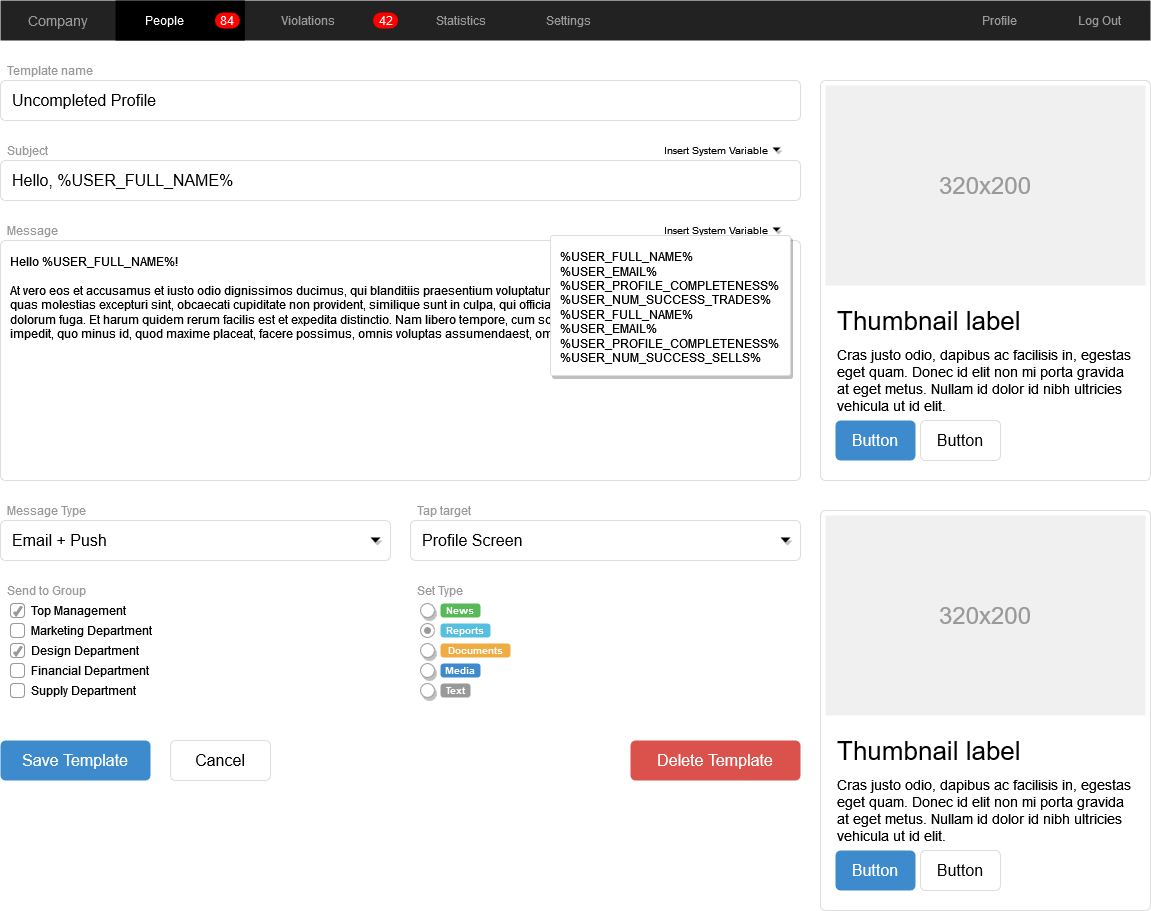 Company People 84 Violations 42 Statistics Settings Profile Log Out
Template name
Uncompleted Profile
Subject
Insert System Variable
Hello, %USER_FULL_NAME%
Message
Insert System Variable
Hello %USER_FULL_NAME%!
At vero eos et accusamus et iusto odio dignissimos ducimus, qui blanditiis praesentium voluptatum
quas molestias excepturi sint, obcaecati cupiditate non provident, similique sunt in culpa, qui officia
dolorum fuga. Et harum quidem rerum facilis est et expedita distinctio. Nam libero tempore, cum so
impedit, quo minus id, quod maxime placeat, facere possimus, omnis voluptas assumendaest, om
%USER_FULL_NAME%
%USER_EMAIL%
%USER_PROFILE_COMPLETENESS%
%USER_NUM_SUCCESS_TRADES%
%USER_FULL_NAME%
%USER_EMAIL%
%USER_PROFILE_COMPLETENESS%
%USER_NUM_SUCCESS_SELLS%
Message Type
Email + Push
Tap target
Profile Screen
Send to Group
Top Management
Marketing Department
Design Department
Financial Department
Supply Department
Set Type
News
Reports
Documents
Media
Text
Save Template
Cancel
Delete Template
320x200
Thumbnail label
Cras justo odio, dapibus ac facilisis in, egestas
eget quam. Donec id elit non mi porta gravida
at eget metus. Nullam id dolor id nibh ultricies
vehicula ut id elit.
Button Button
320x200
Thumbnail label
Cras justo odio, dapibus ac facilisis in, egestas
eget quam. Donec id elit non mi porta gravida
at eget metus. Nullam id dolor id nibh ultricies
vehicula ut id elit.
Button Button